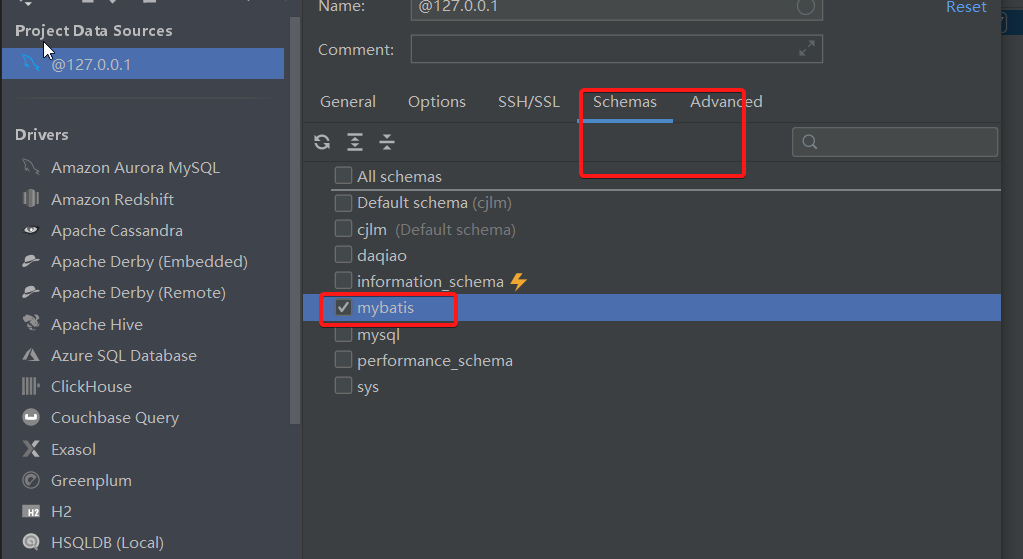 Project Data Sources
@127.0.0.1
Drivers
Amazon Aurora MySQL
Amazon Redshift
Apache Cassandra
Apache Derby (Embedded)
Apache Derby (Remote)
Apache Hive
Azure SQL Database
ClickHouse
Couchbase Query
Exasol
Greenplum
H2
HSQLDB (Local)
Name:
@127.0.0.1
Reset
Comment:
General
Options
SSH/SSL
Schemas
Advanced
All schemas
Default schema (cjlm)
cjlm (Default schema)
daqiao
information_schema
mybatis
mysql
performance_schema
sys